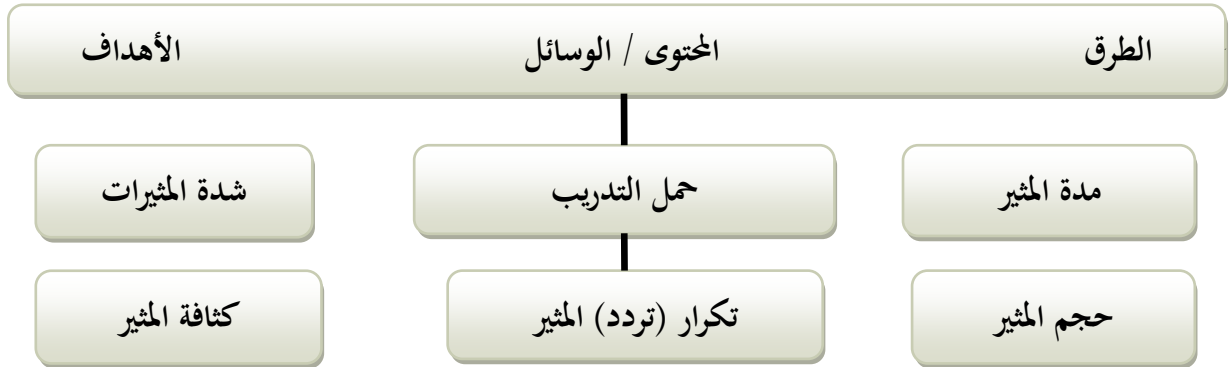 الطرق المحتوى / الوسائل الأهداف
مدة المثير حمل التدريب شدة المثيرات
حجم المثير تكرار (تردد) المثير كثافة المثير